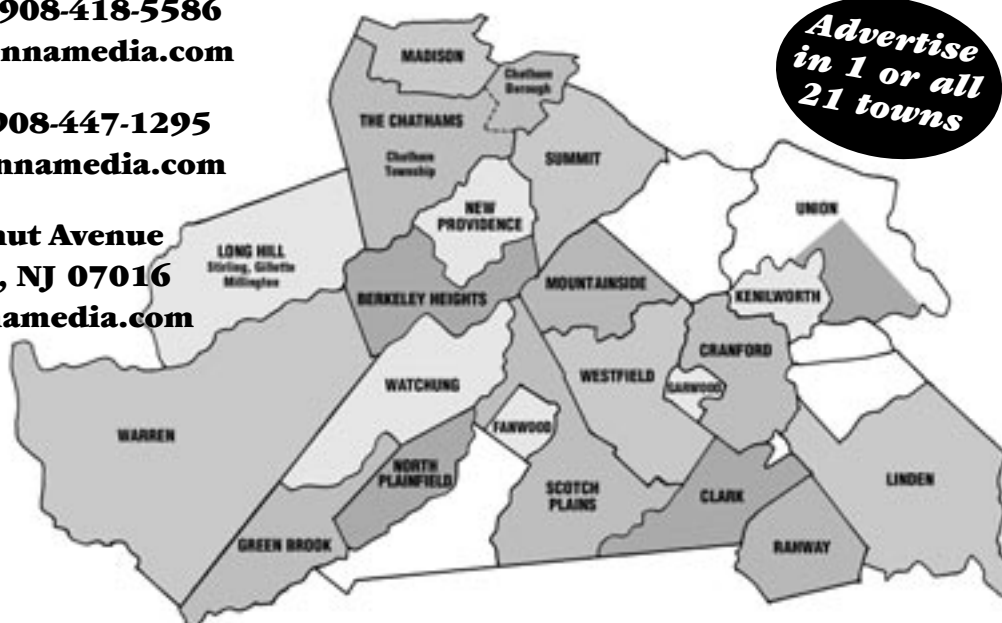 908-418-5586
nnamedia.com
908-447-1295
nnamedia.com
nut Avenue
, NJ 07016
amedia.com
Advertise
in 1 or all
21 towns
MADISON
Chatham
Borough
THE CHATHAMS
Chatham
Township
SUMMIT
NEW
PROVIDENCE
UNION
LONG HILL
Stirling, Gillette
Millington
BERKELEY HEIGHTS
MOUNTAINSIDE
KENILWORTH
CRANFORD
WATCHUNG
WESTFIELD
GARWOOD
WARREN
FANWOOD
NORTH
PLAINFIELD
SCOTCH
PLAINS
CLARK
LINDEN
GREEN BROOK
RAHWAY